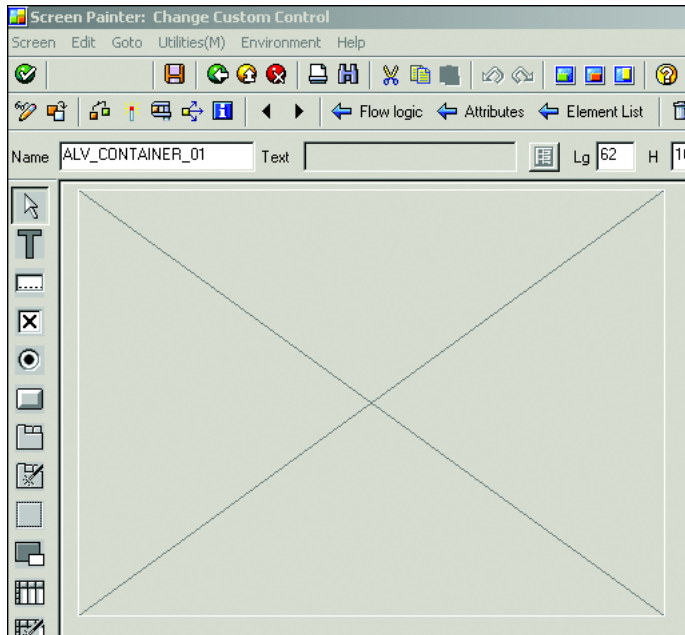 Screen Painter: Change Custom Control
Screen Edit Goto Utilities(M) Environment Help
Flow logic Attributes Element List
Name ALV_CONTAINER_01 Text Lg 62 H